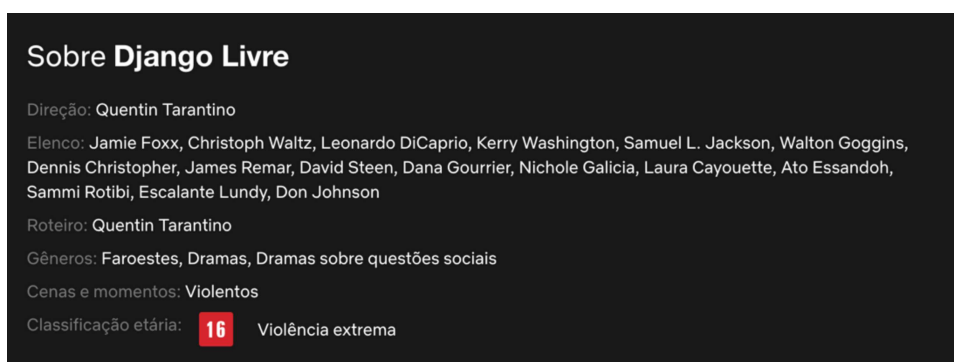 Sobre Django Livre
Direção: Quentin Tarantino
Elenco: Jamie Foxx, Christoph Waltz, Leonardo DiCaprio, Kerry Washington, Samuel L. Jackson, Walton Goggins,
Dennis Christopher, James Remar, David Steen, Dana Gourrier, Nichole Galicia, Laura Cayouette, Ato Essandoh,
Sammi Rotibi, Escalante Lundy, Don Johnson
Roteiro: Quentin Tarantino
Gêneros: Faroestes, Dramas, Dramas sobre questões sociais
Cenas e momentos: Violentos
Classificação etária: 16 Violência extrema